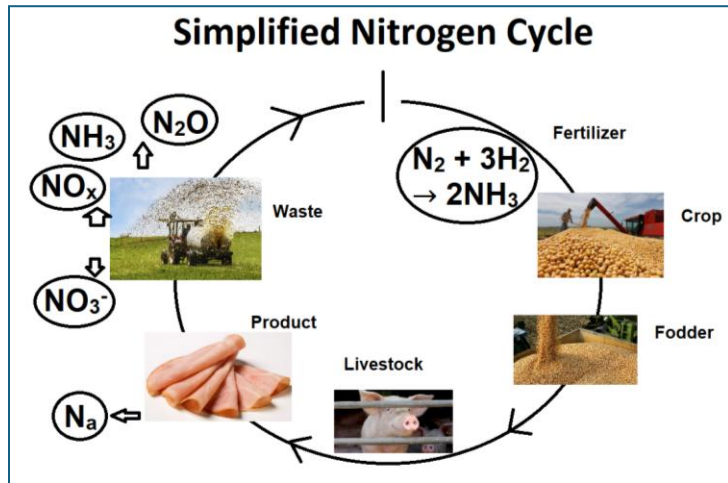 Simplified Nitrogen Cycle
N₂O
NH₃
NOₓ
NO₃⁻
Nₐ
Waste
N₂ + 3H₂
→ 2NH₃
Fertilizer
Crop
Fodder
Livestock
Product